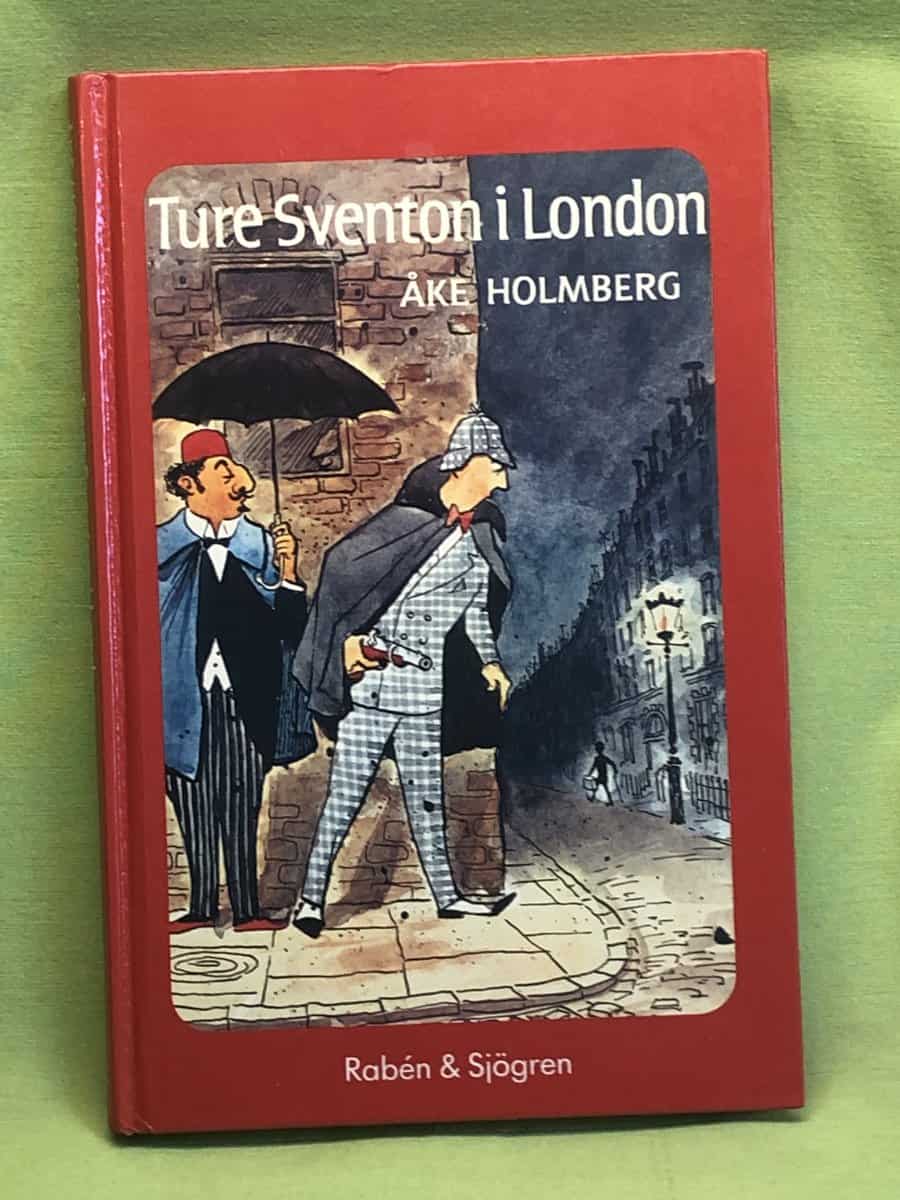 Ture Sventon i London
ÅKE HOLMBERG
Rabén & Sjögren